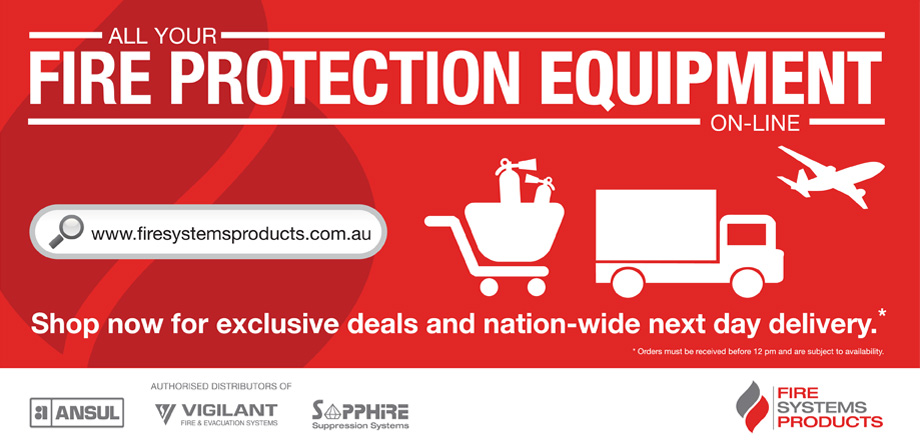 ALL YOUR
FIRE PROTECTION EQUIPMENT
ON-LINE
www.firesystemsproducts.com.au
Shop now for exclusive deals and nation-wide next day delivery.*
* Orders must be received before 12 pm and are subject to availability.
AUTHORISED DISTRIBUTORS OF
ANSUL
VIGILANT
FIRE & EVACUATION SYSTEMS
SAPPHIRE
Suppression Systems
FIRE
SYSTEMS
PRODUCTS